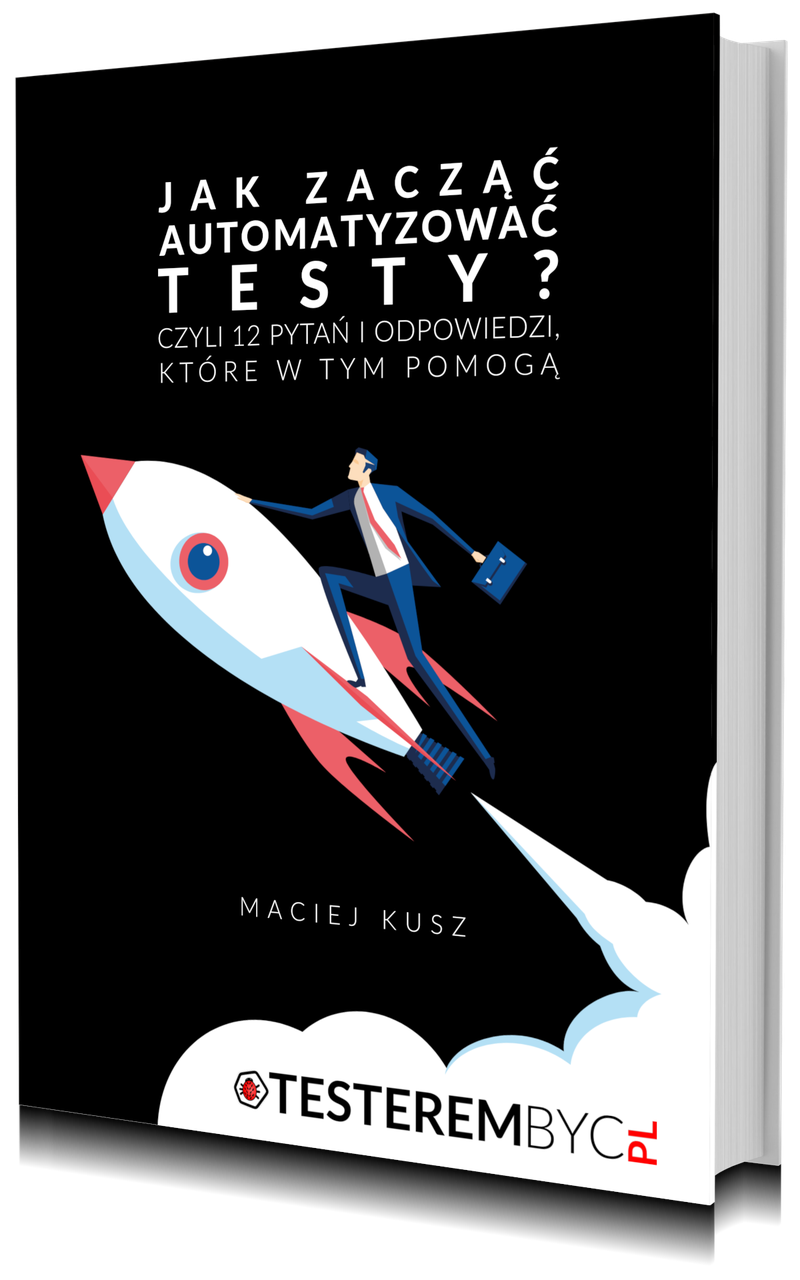 JAK ZACZĄĆ
AUTOMATYZOWAĆ
TESTY?
CZYLI 12 PYTAŃ I ODPOWIEDZI,
KTÓRE W TYM POMOGĄ
MACIEJ KUSZ
TESTEREMBYC PL